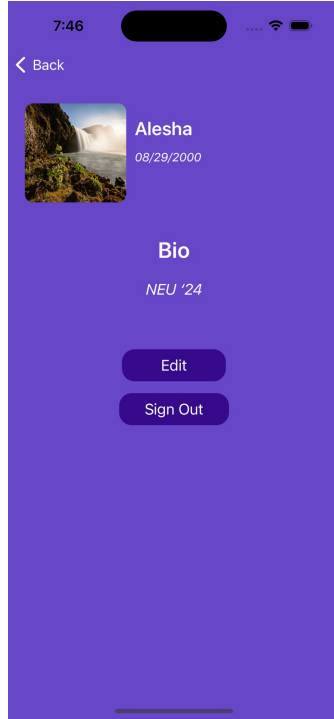 7:46
Back
Alesha
08/29/2000
Bio
NEU ‘24
Edit
Sign Out